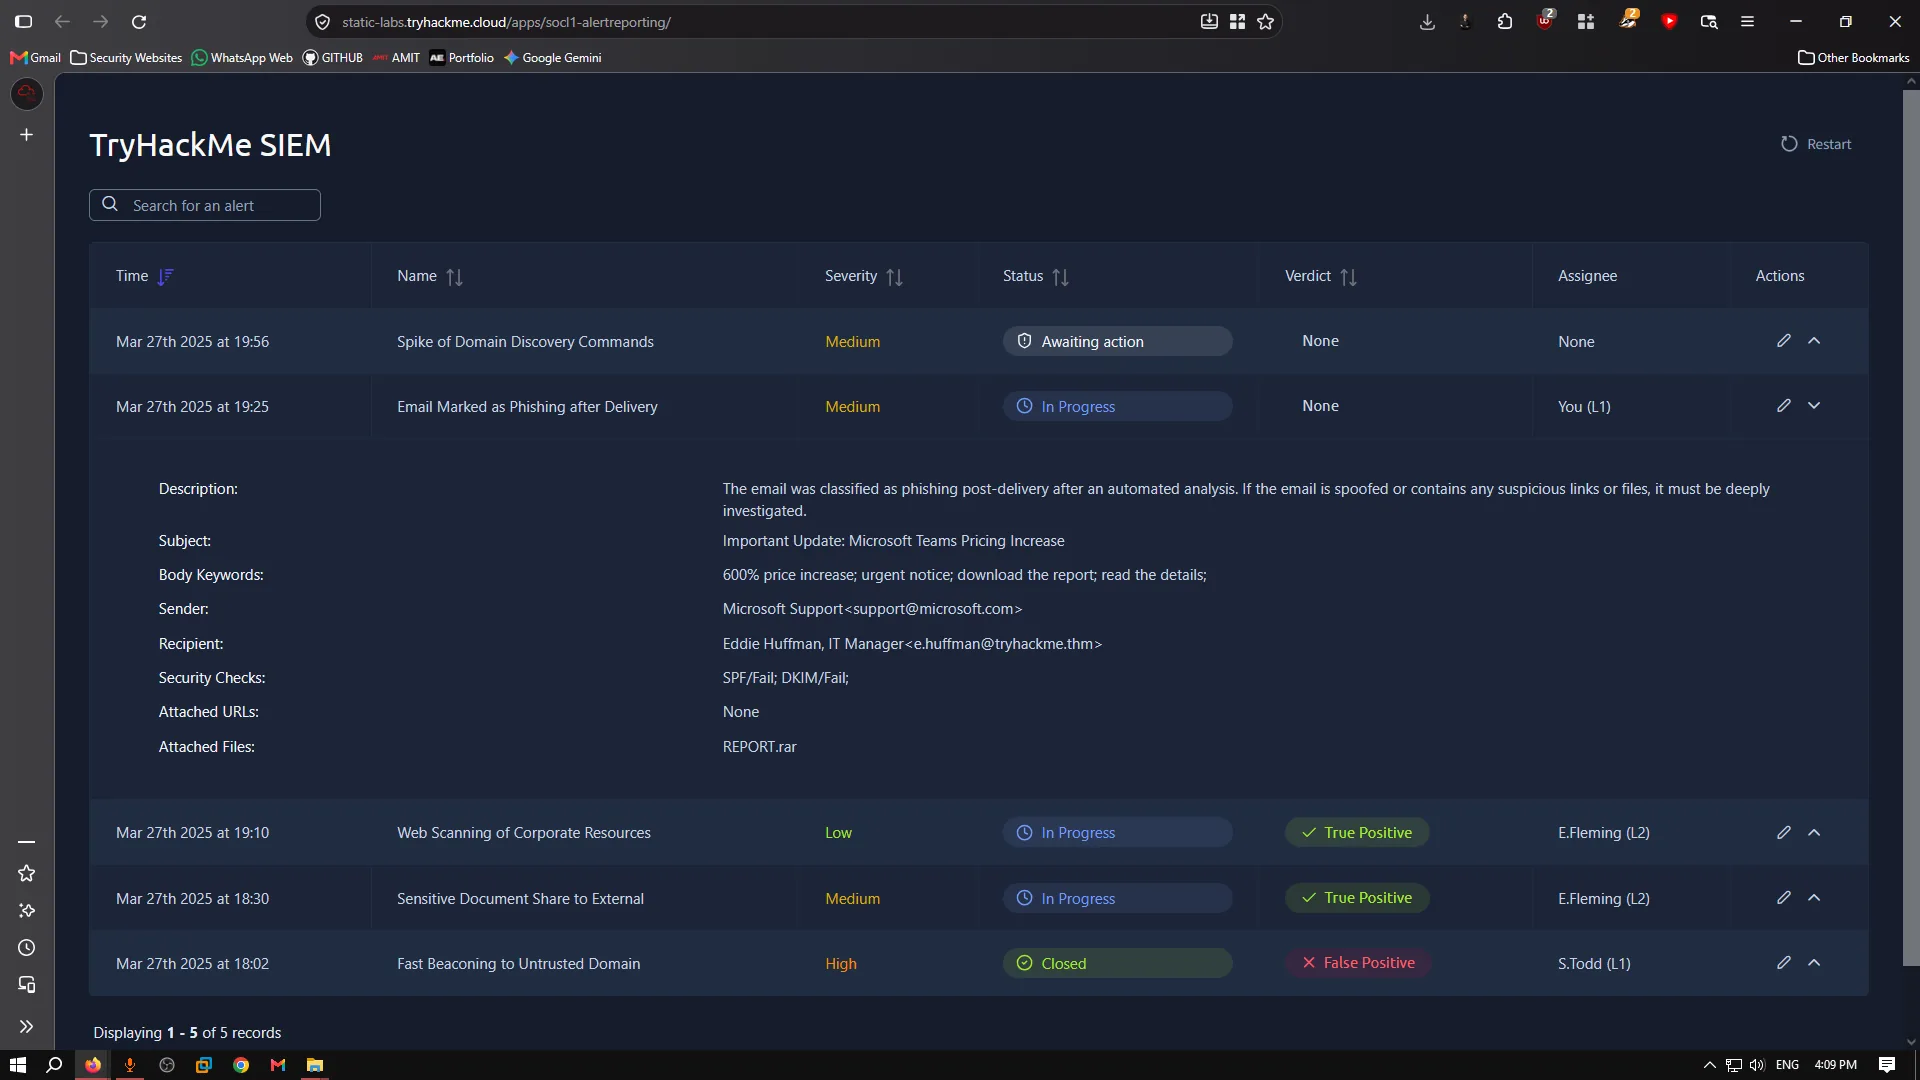 static-labs.tryhackme.cloud/apps/socl1-alertreporting/
2
2
Gmail
Security Websites
WhatsApp Web
GITHUB
AMIT AMIT
AE Portfolio
Google Gemini
Other Bookmarks
TryHackMe SIEM
Restart
Search for an alert
Time Name Severity Status Verdict Assignee Actions
Mar 27th 2025 at 19:56 Spike of Domain Discovery Commands Medium Awaiting action None None
Mar 27th 2025 at 19:25 Email Marked as Phishing after Delivery Medium In Progress None You (L1)
Description: The email was classified as phishing post-delivery after an automated analysis. If the email is spoofed or contains any suspicious links or files, it must be deeply
investigated.
Subject: Important Update: Microsoft Teams Pricing Increase
Body Keywords: 600% price increase; urgent notice; download the report; read the details;
Sender: Microsoft Support<support@microsoft.com>
Recipient: Eddie Huffman, IT Manager<e.huffman@tryhackme.thm>
Security Checks: SPF/Fail; DKIM/Fail;
Attached URLs: None
Attached Files: REPORT.rar
Mar 27th 2025 at 19:10 Web Scanning of Corporate Resources Low In Progress True Positive E.Fleming (L2)
Mar 27th 2025 at 18:30 Sensitive Document Share to External Medium In Progress True Positive E.Fleming (L2)
Mar 27th 2025 at 18:02 Fast Beaconing to Untrusted Domain High Closed False Positive S.Todd (L1)
Displaying 1 - 5 of 5 records
ENG 4:09 PM